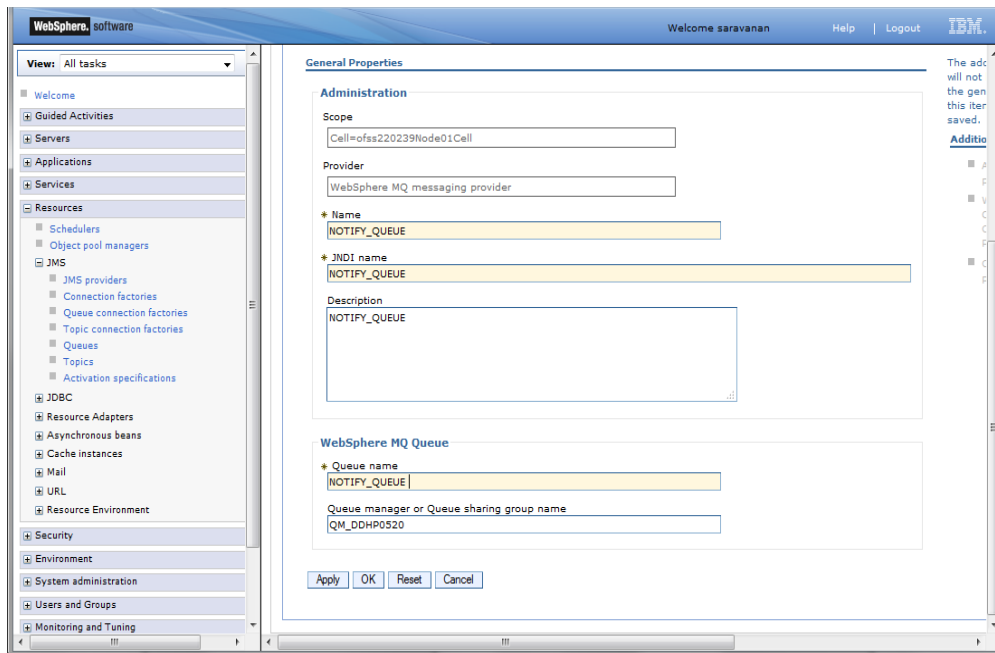 WebSphere. software
Welcome saravanan
Help | Logout
IBM.
View: All tasks
Welcome
Guided Activities
Servers
Applications
Services
Resources
Schedulers
Object pool managers
JMS
JMS providers
Connection factories
Queue connection factories
Topic connection factories
Queues
Topics
Activation specifications
JDBC
Resource Adapters
Asynchronous beans
Cache instances
Mail
URL
Resource Environment
Security
Environment
System administration
Users and Groups
Monitoring and Tuning
General Properties
Administration
Scope
Cell=ofss220239Node01Cell
Provider
WebSphere MQ messaging provider
* Name
NOTIFY_QUEUE
* JNDI name
NOTIFY_QUEUE
Description
NOTIFY_QUEUE
WebSphere MQ Queue
* Queue name
NOTIFY_QUEUE
Queue manager or Queue sharing group name
QM_DDHP0520
Apply OK Reset Cancel
The add
will not
the gen
this iter
saved.
Additio